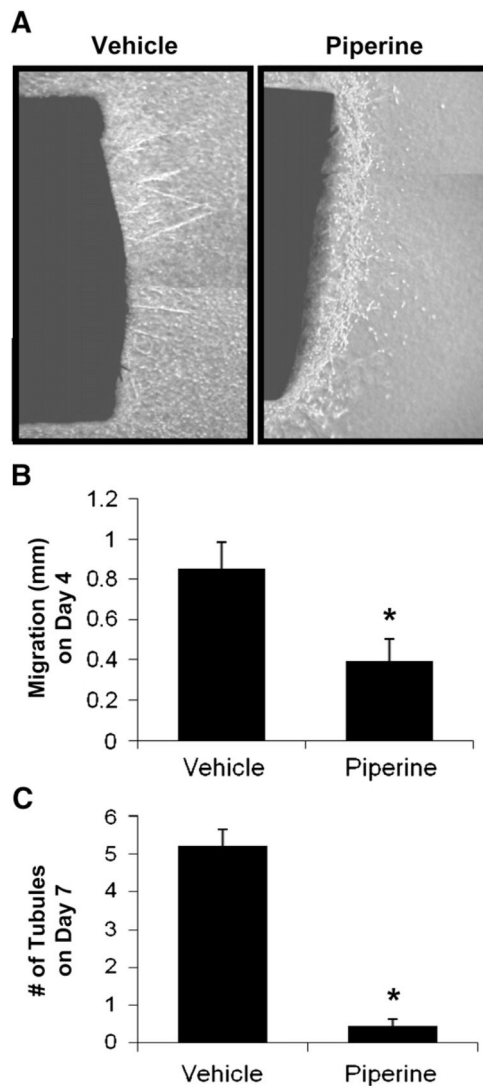 A
Vehicle
Piperine
B
Migration (mm)
on Day 4
1.2
1
0.8
0.6
0.4
0.2
0
*
Vehicle
Piperine
C
# of Tubules
on Day 7
6
5
4
3
2
1
0
*
Vehicle
Piperine